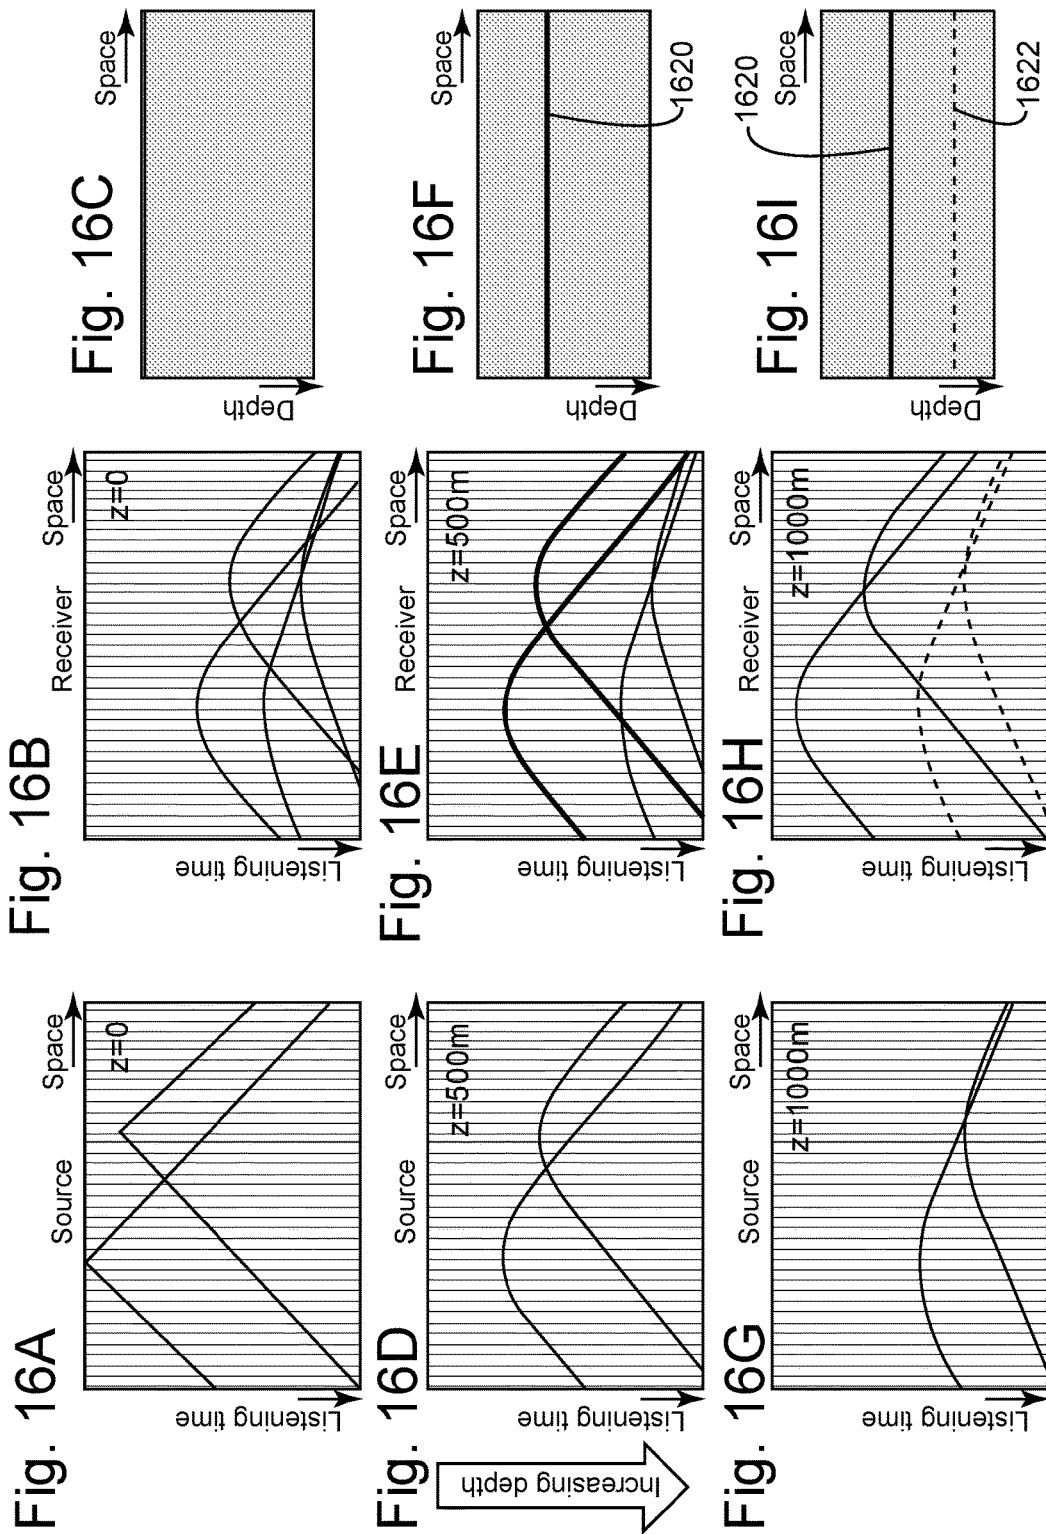 Fig. 16A
Source
Space
z=0
Listening time
Fig. 16B
Receiver
Space
z=0
Listening time
Fig. 16C
Space
Depth
Increasing depth
Fig. 16D
Source
Space
z=500m
Listening time
Fig. 16E
Receiver
Space
z=500m
Listening time
Fig. 16F
Space
Depth
1620
Fig. 16G
Source
Space
z=1000m
Listening time
Fig. 16H
Receiver
Space
z=1000m
Listening time
Fig. 16I
1620
Space
Depth
1622